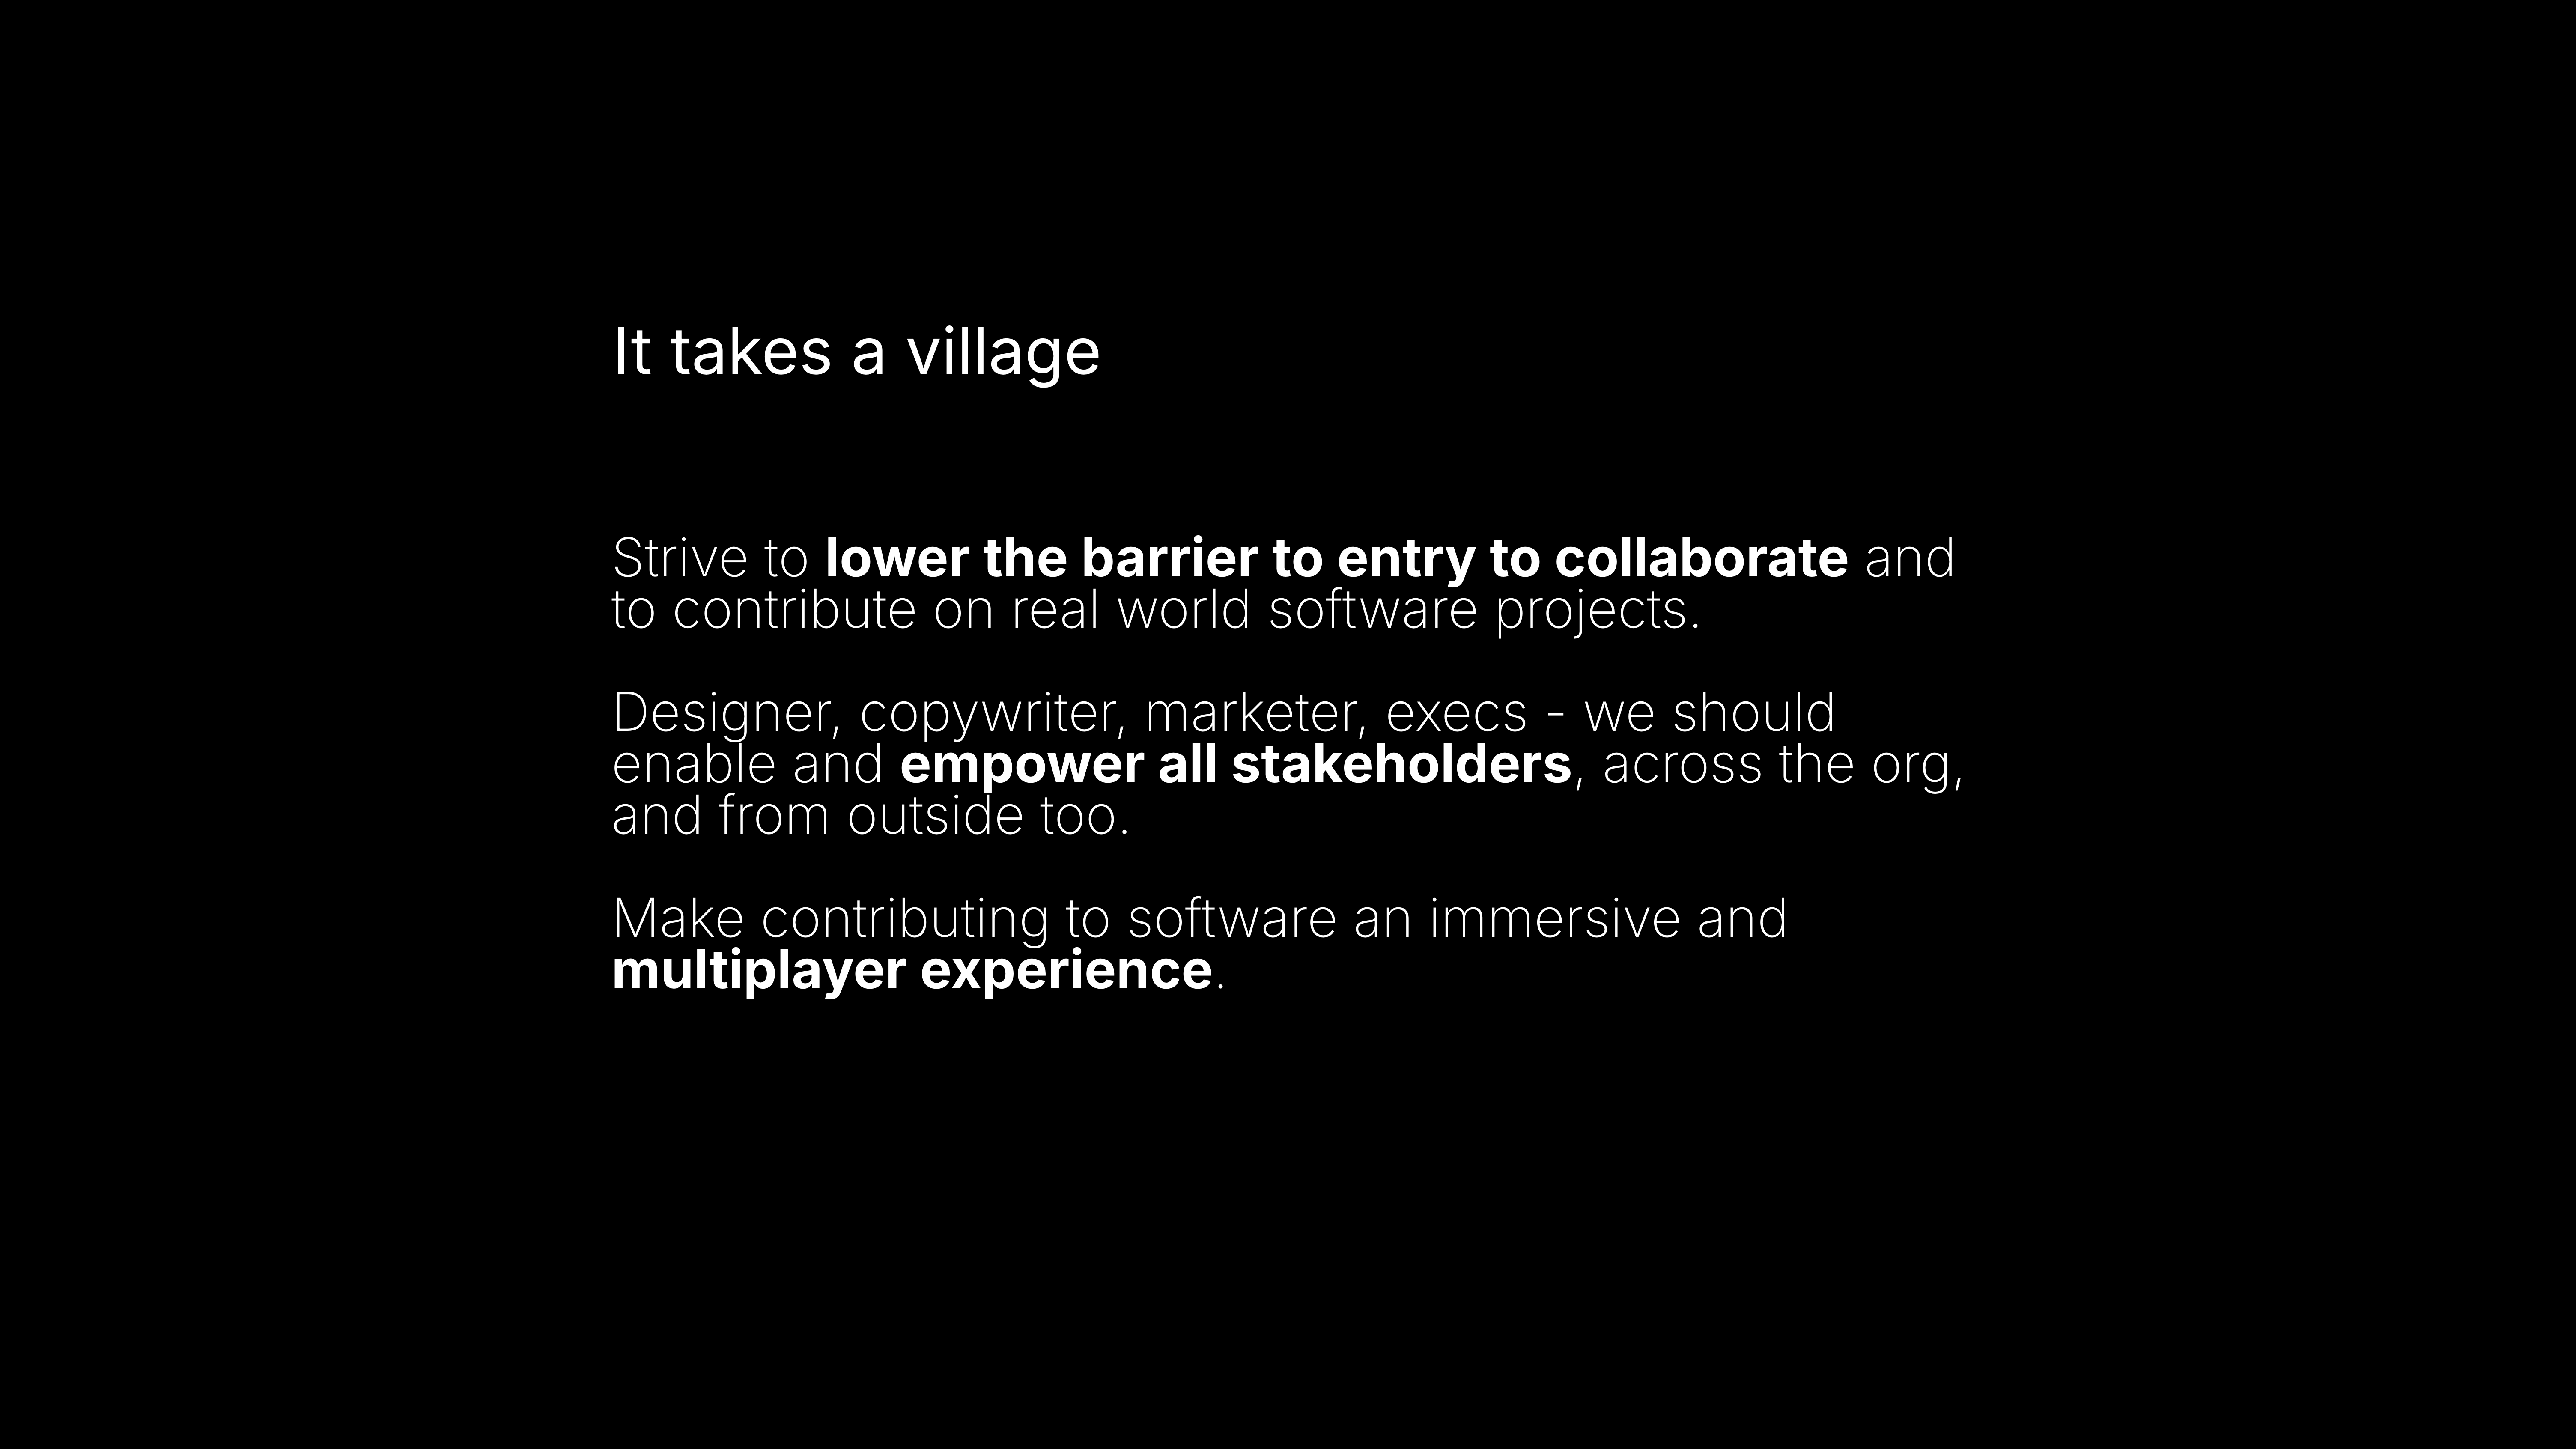 It takes a village
Strive to lower the barrier to entry to collaborate and
to contribute on real world software projects.
Designer, copywriter, marketer, execs - we should
enable and empower all stakeholders, across the org,
and from outside too.
Make contributing to software an immersive and
multiplayer experience.